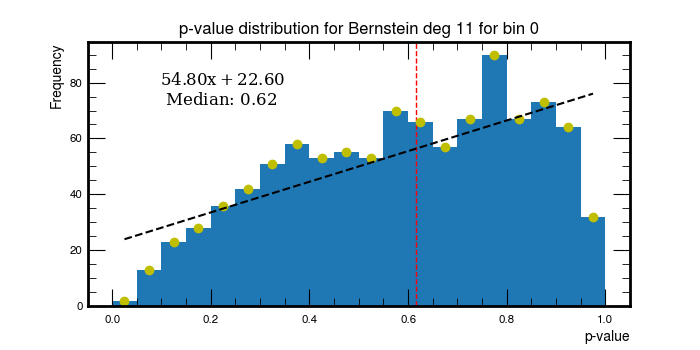 p-value distribution for Bernstein deg 11 for bin 0
Frequency
54.80x + 22.60
Median: 0.62
80
60
40
20
0
0.0 0.2 0.4 0.6 0.8 1.0
p-value